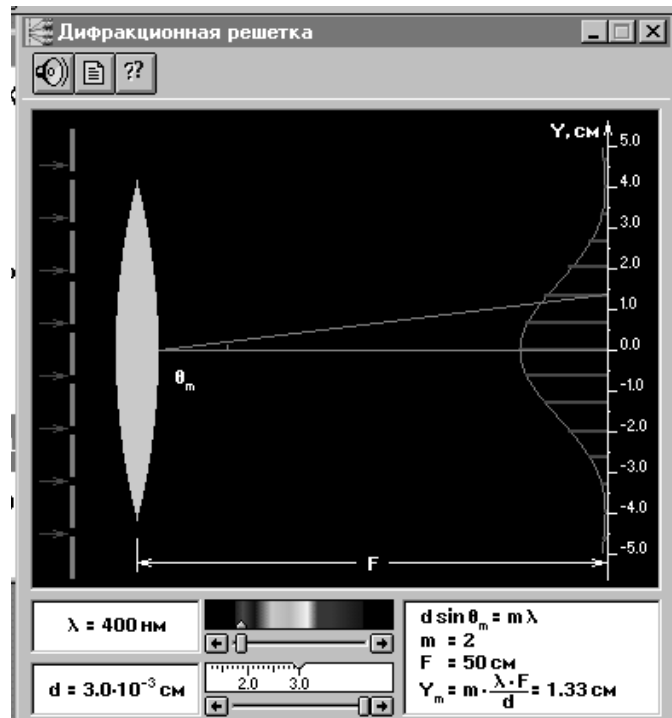 Дифракционная решетка
??
Y, см
5.0
4.0
3.0
2.0
1.0
0.0
-1.0
-2.0
-3.0
-4.0
-5.0
θm
F
λ = 400 нм
d = 3.0·10⁻³ см
2.0 3.0
d sin θm = m λ
m = 2
F = 50 см
Ym = m · λ·F/d = 1.33 см